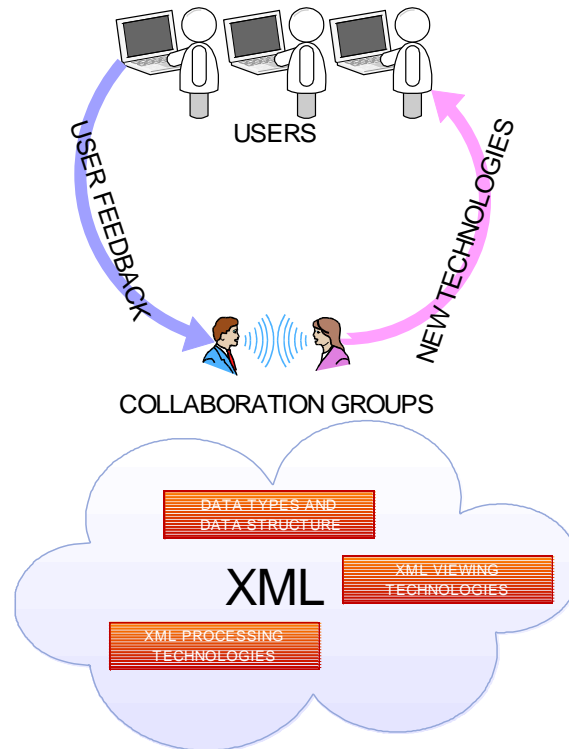 USERS
USER FEEDBACK
NEW TECHNOLOGIES
COLLABORATION GROUPS
DATA TYPES AND
DATA STRUCTURE
XML
XML VIEWING
TECHNOLOGIES
XML PROCESSING
TECHNOLOGIES